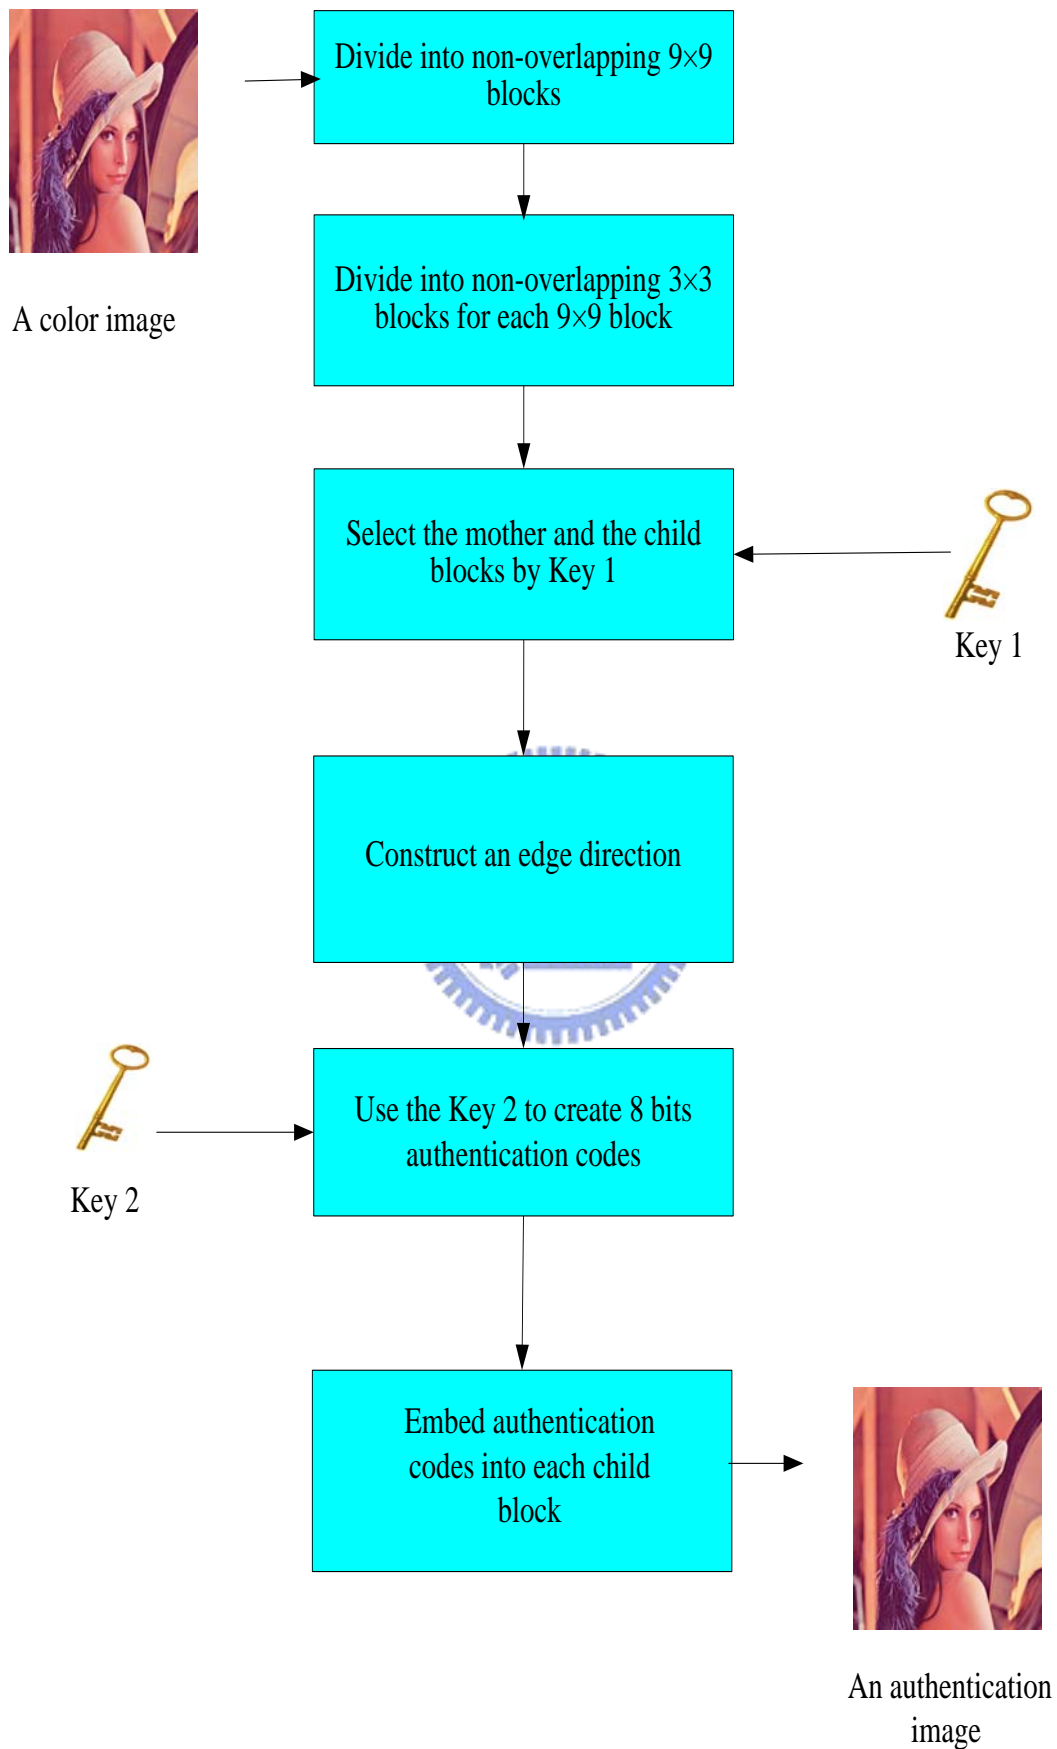 Divide into non-overlapping 9×9
blocks
A color image
Divide into non-overlapping 3×3
blocks for each 9×9 block
Select the mother and the child
blocks by Key 1
Key 1
Construct an edge direction
Use the Key 2 to create 8 bits
authentication codes
Key 2
Embed authentication
codes into each child
block
An authentication
image